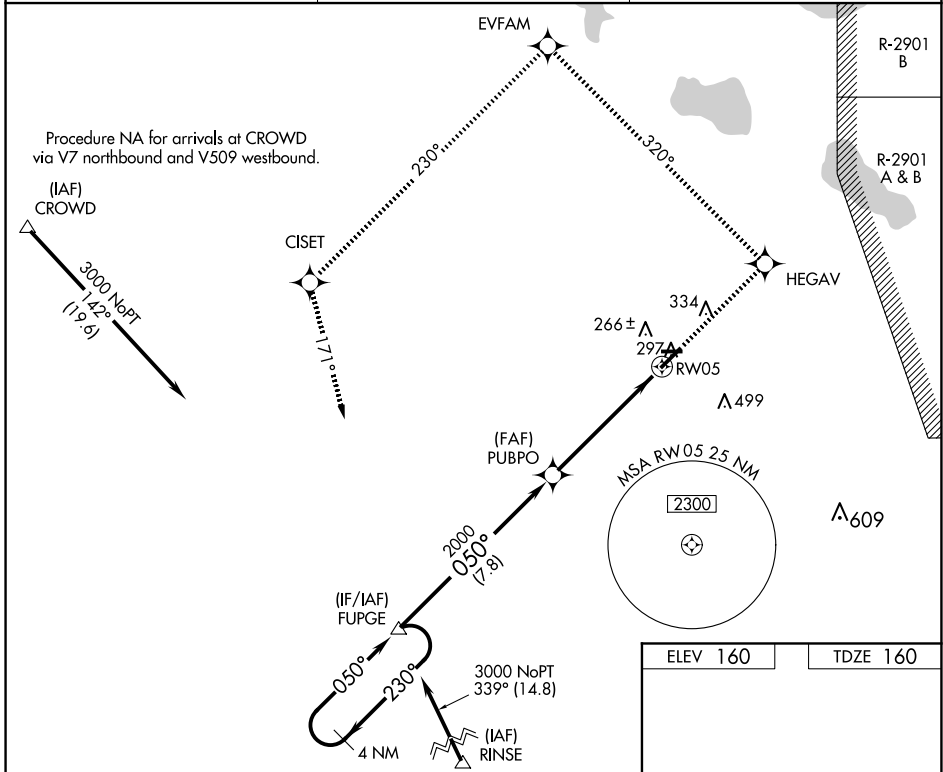 EVFAM
R-2901
B
Procedure NA for arrivals at CROWD
via V7 northbound and V509 westbound.
230°
320°
R-2901
A & B
(IAF)
CROWD
CISET
3000 NoPT
142°
(19.6)
HEGAV
334
266±
297
171°
RW05
499
(FAF)
PUBPO
MSA RW05 25 NM
2300
609
2000
050°
(7.8)
(IF/IAF)
FUPGE
ELEV 160
TDZE 160
050°
230°
3000 NoPT
339° (14.8)
(IAF)
RINSE
4 NM